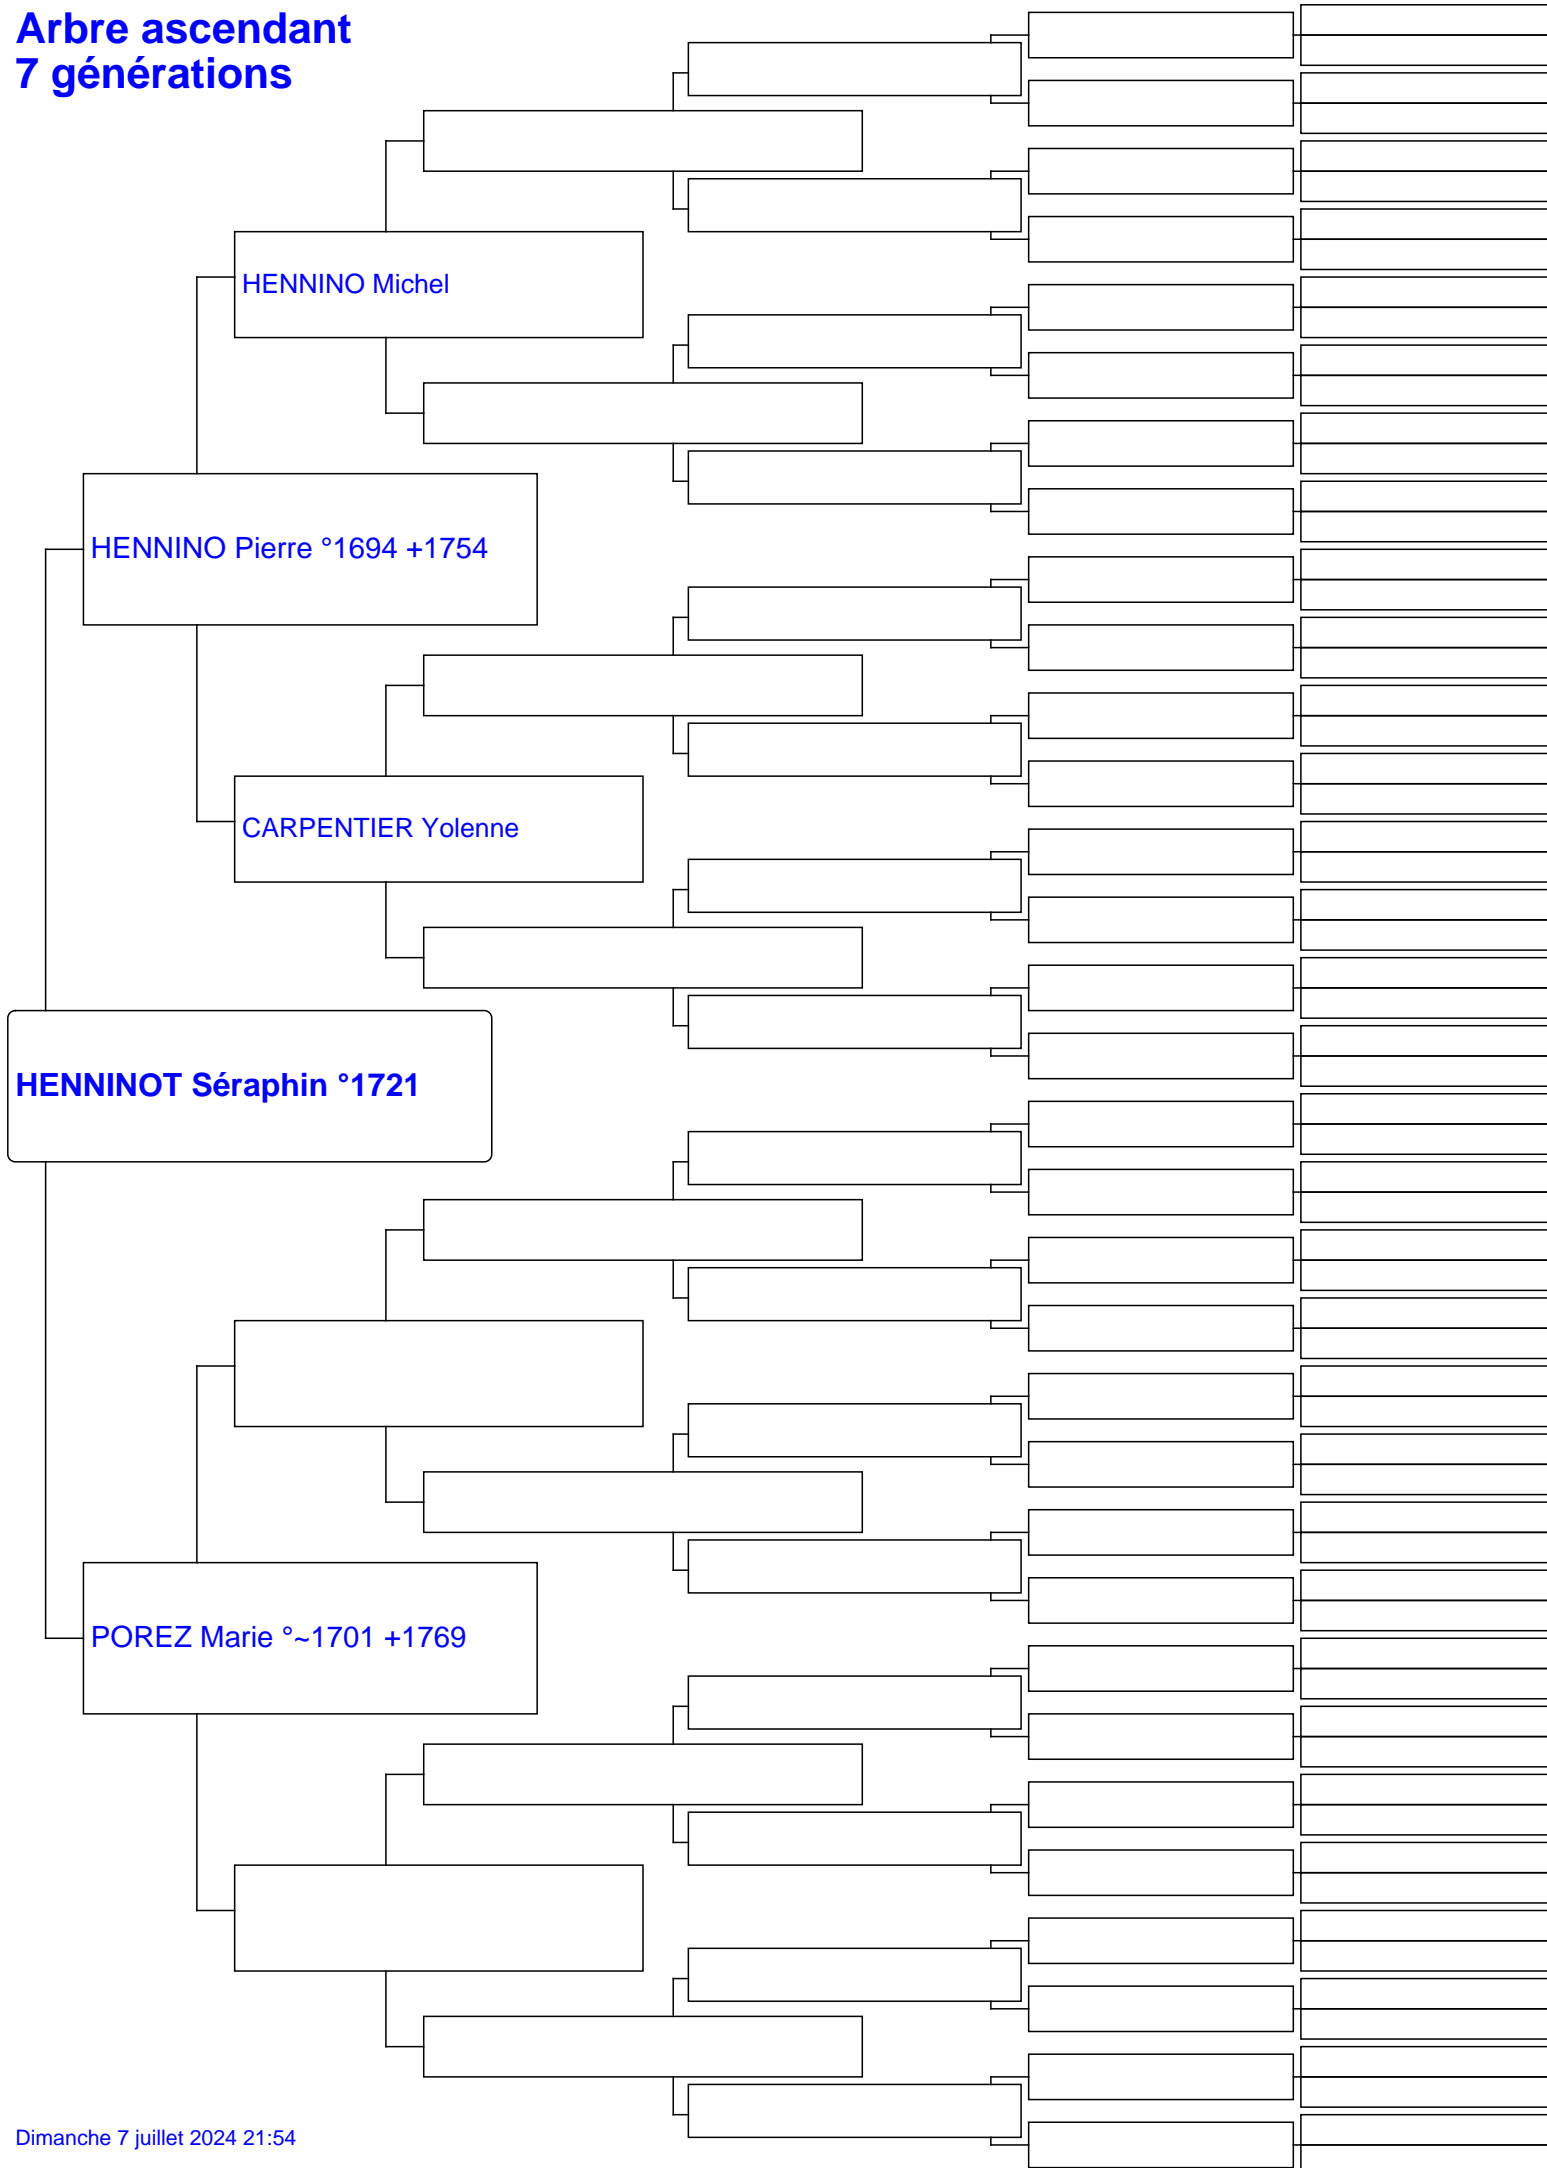 Arbre ascendant
7 générations
HENNINO Michel
HENNINO Pierre °1694 +1754
CARPENTIER Yolenne
HENNINOT Séraphin °1721
POREZ Marie °~1701 +1769
Dimanche 7 juillet 2024 21:54